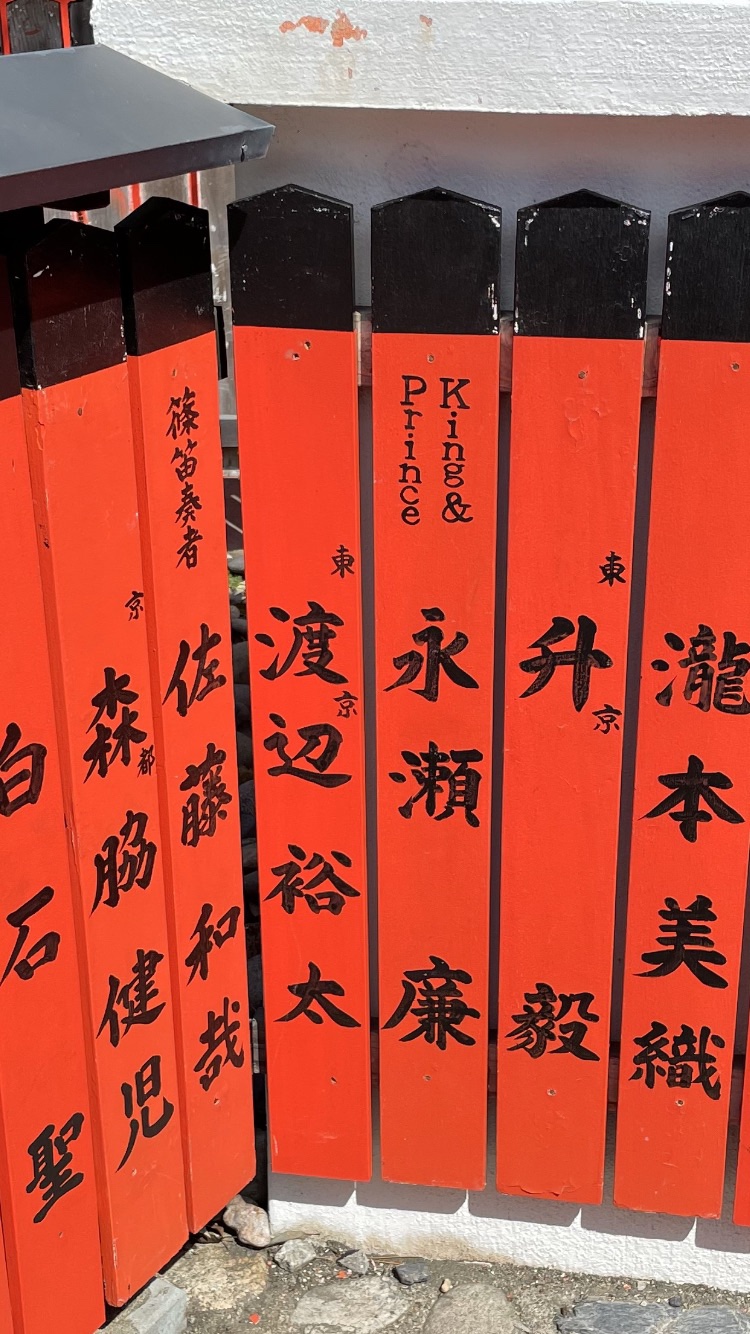 瀧本美織
東京
升毅
King&
Prince
永瀬廉
東京
渡辺裕太
篠笛奏者
佐藤和哉
京都
森脇健児
白石聖